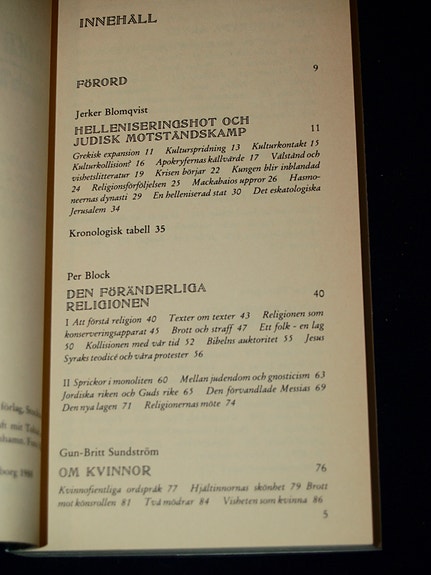 INNEHÅLL
9
FÖRORD
Jerker Blomqvist
HELLENISERINGSHOT OCH
JUDISK MOTSTÅNDSKAMP 11
Grekisk expansion 11 Kulturspridning 13 Kulturkontakt 15
Kulturkollision? 16 Apokryfernas källvärde 17 Välstånd och
vishetslitteratur 19 Krisen börjar 22 Kungen blir inblandad
24 Religionsförföljelsen 25 Mackabaios uppror 26 Hasmo-
neernas dynasti 29 En helleniserad stat 30 Det eskatologiska
Jerusalem 34
Kronologisk tabell 35
Per Block
DEN FÖRÄNDERLIGA
RELIGIONEN 40
I Att förstå religion 40 Texter om texter 43 Religionen som
konserveringsapparat 45 Brott och straff 47 Ett folk - en lag
50 Kollisionen med vår tid 52 Bibelns auktoritet 55 Jesus
Syraks teodicé och våra protester 56
II Sprickor i monoliten 60 Mellan judendom och gnosticism 63
Jordiska riken och Guds rike 65 Den förvandlade Messias 69
Den nya lagen 71 Religionernas möte 74
Gun-Britt Sundström
OM KVINNOR 76
Kvinnofientliga ordspråk 77 Hjältinnornas skönhet 79 Brott
mot könsrollen 81 Två mödrar 84 Visheten som kvinna 86
5